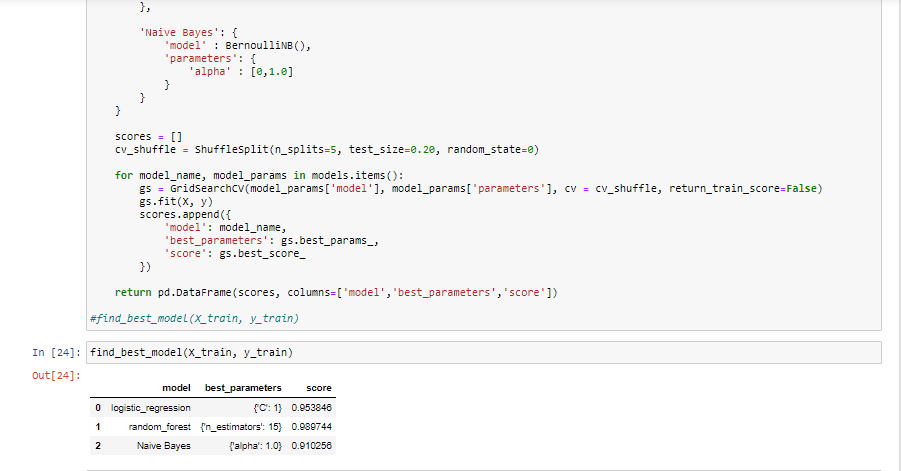 },
'Naive Bayes': {
'model' : BernoulliNB(),
'parameters': {
'alpha' : [0,1.0]
}
}
}
scores = []
cv_shuffle = ShuffleSplit(n_splits=5, test_size=0.20, random_state=0)
for model_name, model_params in models.items():
gs = GridSearchCV(model_params['model'], model_params['parameters'], cv = cv_shuffle, return_train_score=False)
gs.fit(X, y)
scores.append({
'model': model_name,
'best_parameters': gs.best_params_,
'score': gs.best_score_
})
return pd.DataFrame(scores, columns=['model','best_parameters','score'])
#find_best_model(X_train, y_train)
In [24]: find_best_model(X_train, y_train)
Out[24]:
model best_parameters score
0 logistic_regression {'C': 1} 0.953846
1 random_forest {'n_estimators': 15} 0.989744
2 Naive Bayes {'alpha': 1.0} 0.910256